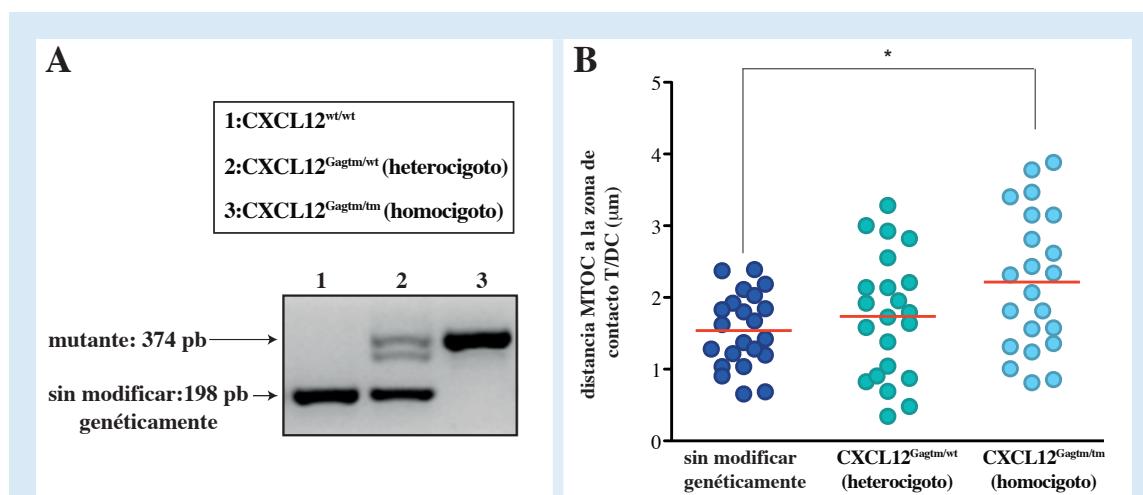 A
1:CXCL12wt/wt
2:CXCL12Gagtm/wt (heterocigoto)
3:CXCL12Gagtm/tm (homocigoto)
1 2 3
mutante: 374 pb
sin modificar:198 pb
genéticamente
B
*
5
4
3
2
1
0
distancia MTOC a la zona de
contacto T/DC (μm)
sin modificar
genéticamente
CXCL12Gagtm/wt
(heterocigoto)
CXCL12Gagtm/tm
(homocigoto)